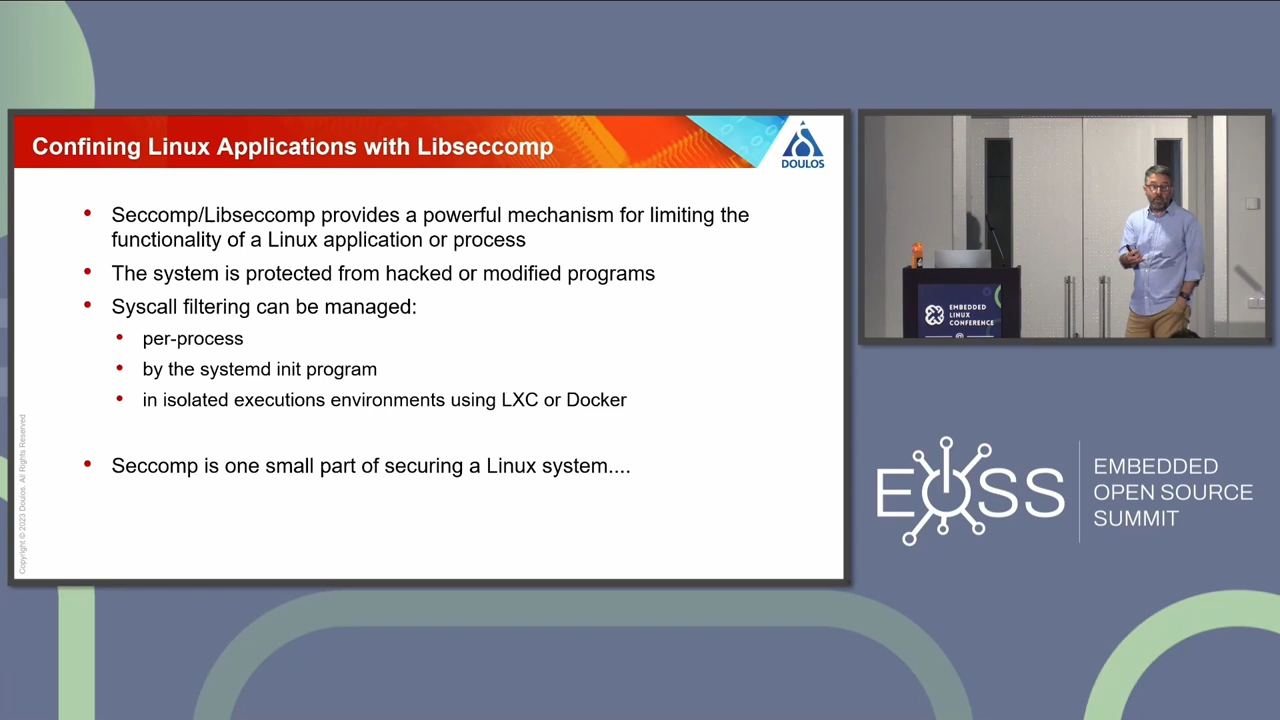 Confining Linux Applications with Libseccomp
DOULOS
Seccomp/Libseccomp provides a powerful mechanism for limiting the
functionality of a Linux application or process
The system is protected from hacked or modified programs
Syscall filtering can be managed:
per-process
by the systemd init program
in isolated executions environments using LXC or Docker
Seccomp is one small part of securing a Linux system....
Copyright © 2023 Doulos. All Rights Reserved
EMBEDDED
LINUX
CONFERENCE
EOSS
EMBEDDED
OPEN SOURCE
SUMMIT